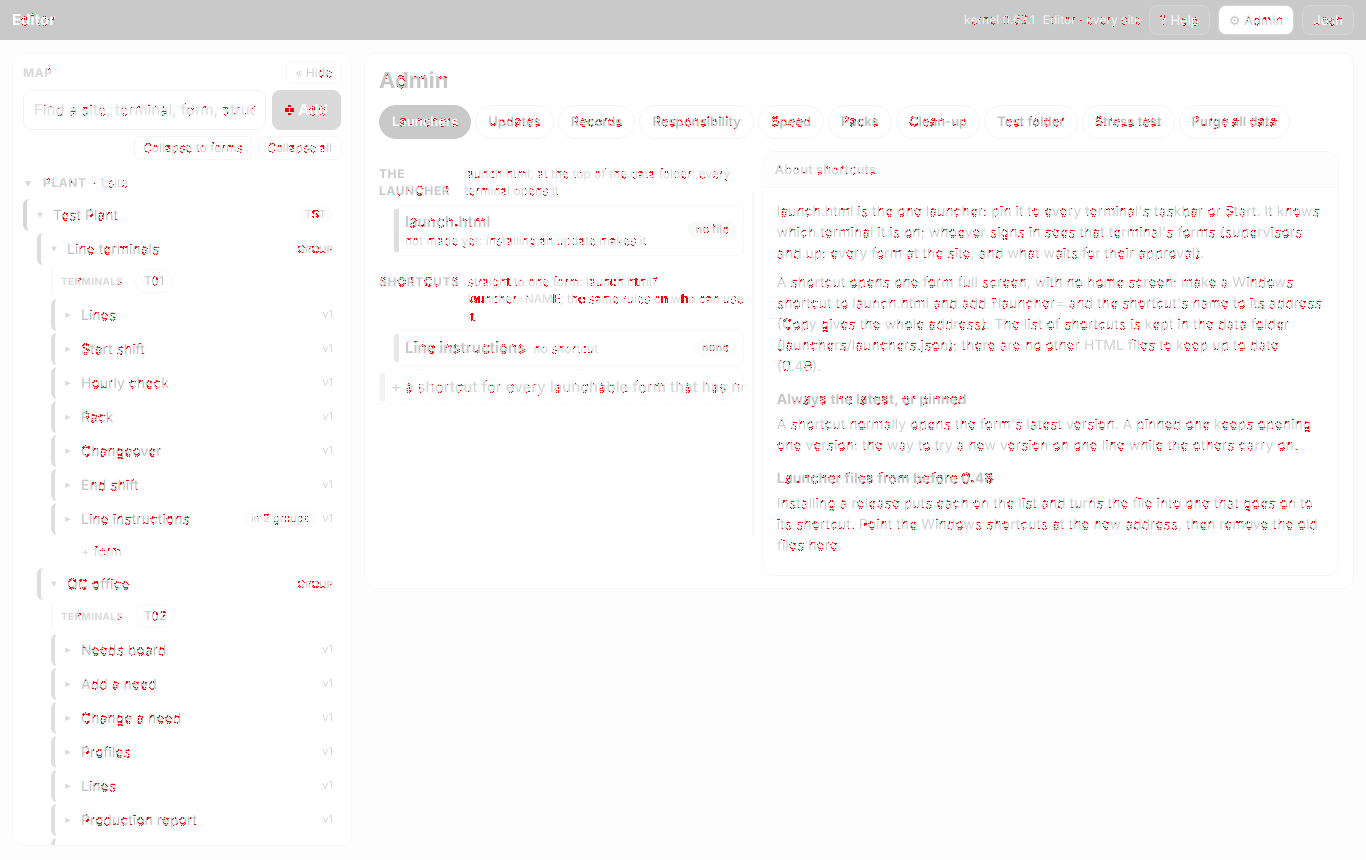 Editor
kernel 0.63.1 Editor · every site ? Help ⚙ Admin Josh
MAP
« Hide
Find a site, terminal, form, struc
Add
Collapse to forms Collapse all
▾ PLANT · 1 site
▾ Test Plant TST
▾ Line terminals GROUP
TERMINALS T01
▸ Lines v1
▸ Start shift v1
▸ Hourly check v1
▸ Rack v1
▸ Changeover v1
▸ End shift v1
▸ Line instructions in 2 groups v1
+ form
▾ QC office GROUP
TERMINALS T02
▸ Needs board v1
▸ Add a need v1
▸ Change a need v1
▸ Profiles v1
▸ Lines v1
▸ Production report v1
Admin
Launchers Updates Records Responsibility Speed Packs Clean-up Test folder Stress test Purge all data
THE LAUNCHER
launch.html, at the top of the data folder: every
terminal opens it
launch.html
not made yet: installing an update makes it
no file
SHORTCUTS
straight to one form: launch.html?
launcher=NAME; the same rules on who can use
it
Line instructions no shortcut none
+ a shortcut for every launchable form that has no
About shortcuts
launch.html is the one launcher: pin it to every terminal's taskbar or Start. It knows
which terminal it is on; whoever signs in sees that terminal's forms (supervisors
and up: every form at the site, and what waits for their approval).
A shortcut opens one form full screen, with no home screen: make a Windows
shortcut to launch.html and add ?launcher= and the shortcut's name to its address
(Copy gives the whole address). The list of shortcuts is kept in the data folder
(launchers/launchers.json); there are no other HTML files to keep up to date
(0.48).
Always the latest, or pinned
A shortcut normally opens the form's latest version. A pinned one keeps opening
one version: the way to try a new version on one line while the others carry on.
Launcher files from before 0.48
Installing a release puts each on the list and turns the file into one that goes on to
its shortcut. Point the Windows shortcuts at the new address, then remove the old
files here.